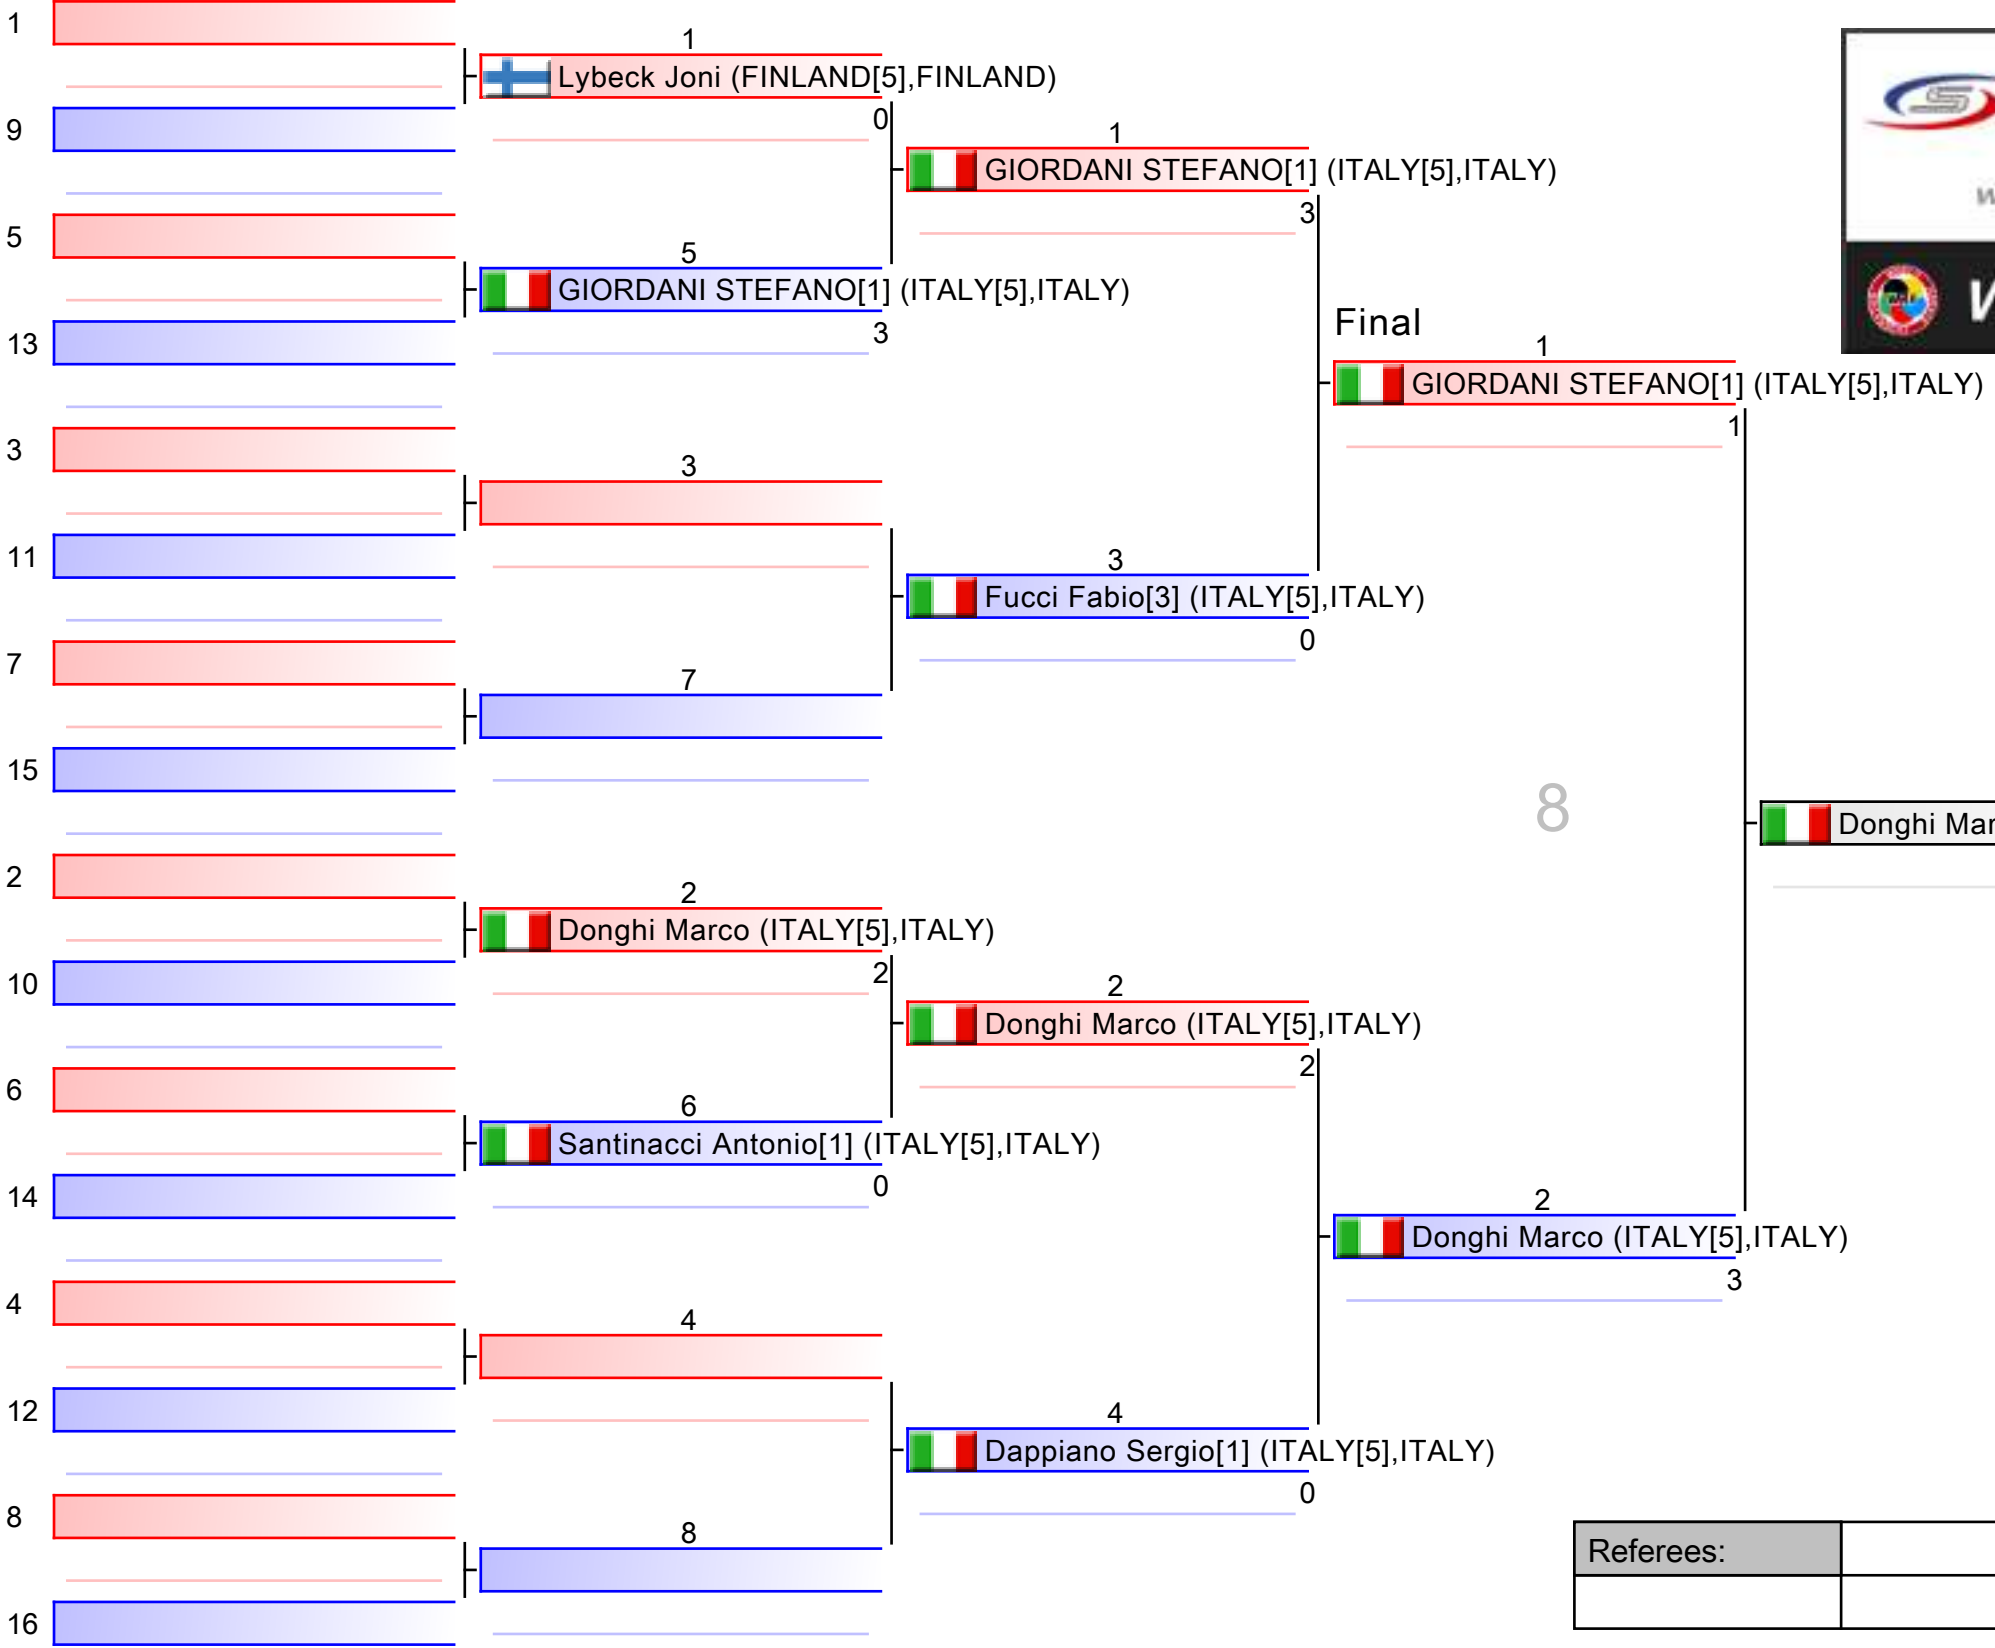 1
9
5
13
3
11
7
15
2
10
6
14
4
12
8
16
1
Lybeck Joni (FINLAND[5],FINLAND)
0
5
GIORDANI STEFANO[1] (ITALY[5],ITALY)
3
3
7
2
Donghi Marco (ITALY[5],ITALY)
2
6
Santinacci Antonio[1] (ITALY[5],ITALY)
0
4
8
1
GIORDANI STEFANO[1] (ITALY[5],ITALY)
3
3
Fucci Fabio[3] (ITALY[5],ITALY)
0
2
Donghi Marco (ITALY[5],ITALY)
2
4
Dappiano Sergio[1] (ITALY[5],ITALY)
0
Final
1
GIORDANI STEFANO[1] (ITALY[5],ITALY)
1
8
2
Donghi Marco (ITALY[5],ITALY)
3
Donghi Mar
S
Referees: